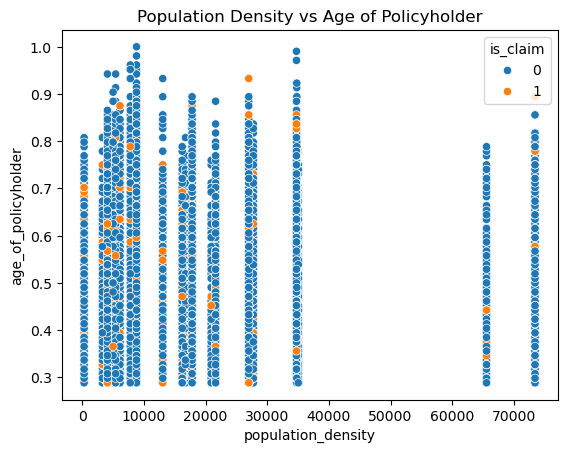 Population Density vs Age of Policyholder
is_claim
0
1
1.0
0.9
0.8
0.7
0.6
0.5
0.4
0.3
age_of_policyholder
0 10000 20000 30000 40000 50000 60000 70000
population_density